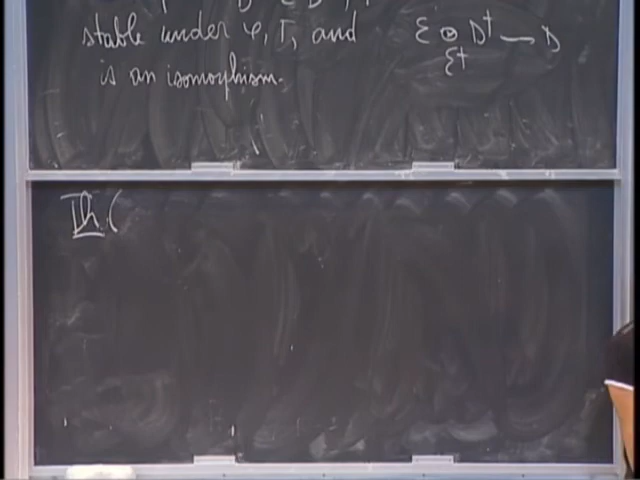 stable under φ, Γ, and ℰ ⊗ D† — D
ℰ†
is an isomorphism.
Th. (